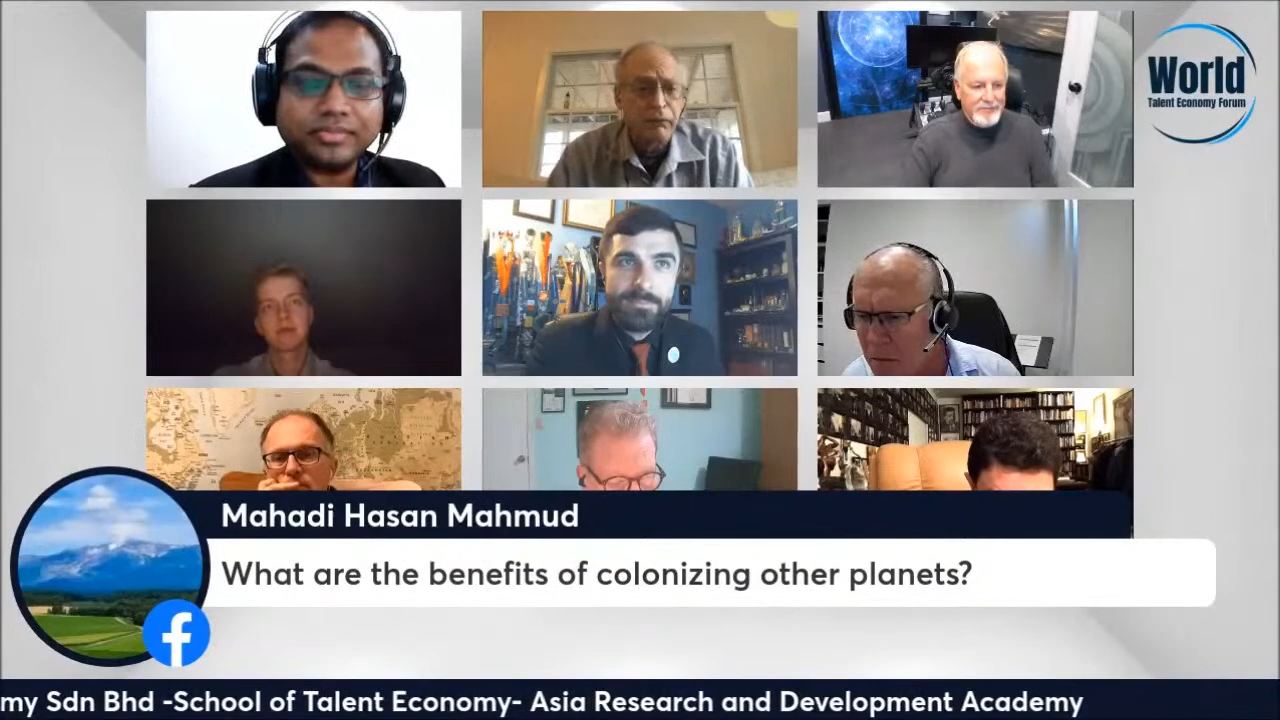 World
Talent Economy Forum
Mahadi Hasan Mahmud
What are the benefits of colonizing other planets?
my Sdn Bhd -School of Talent Economy- Asia Research and Development Academy